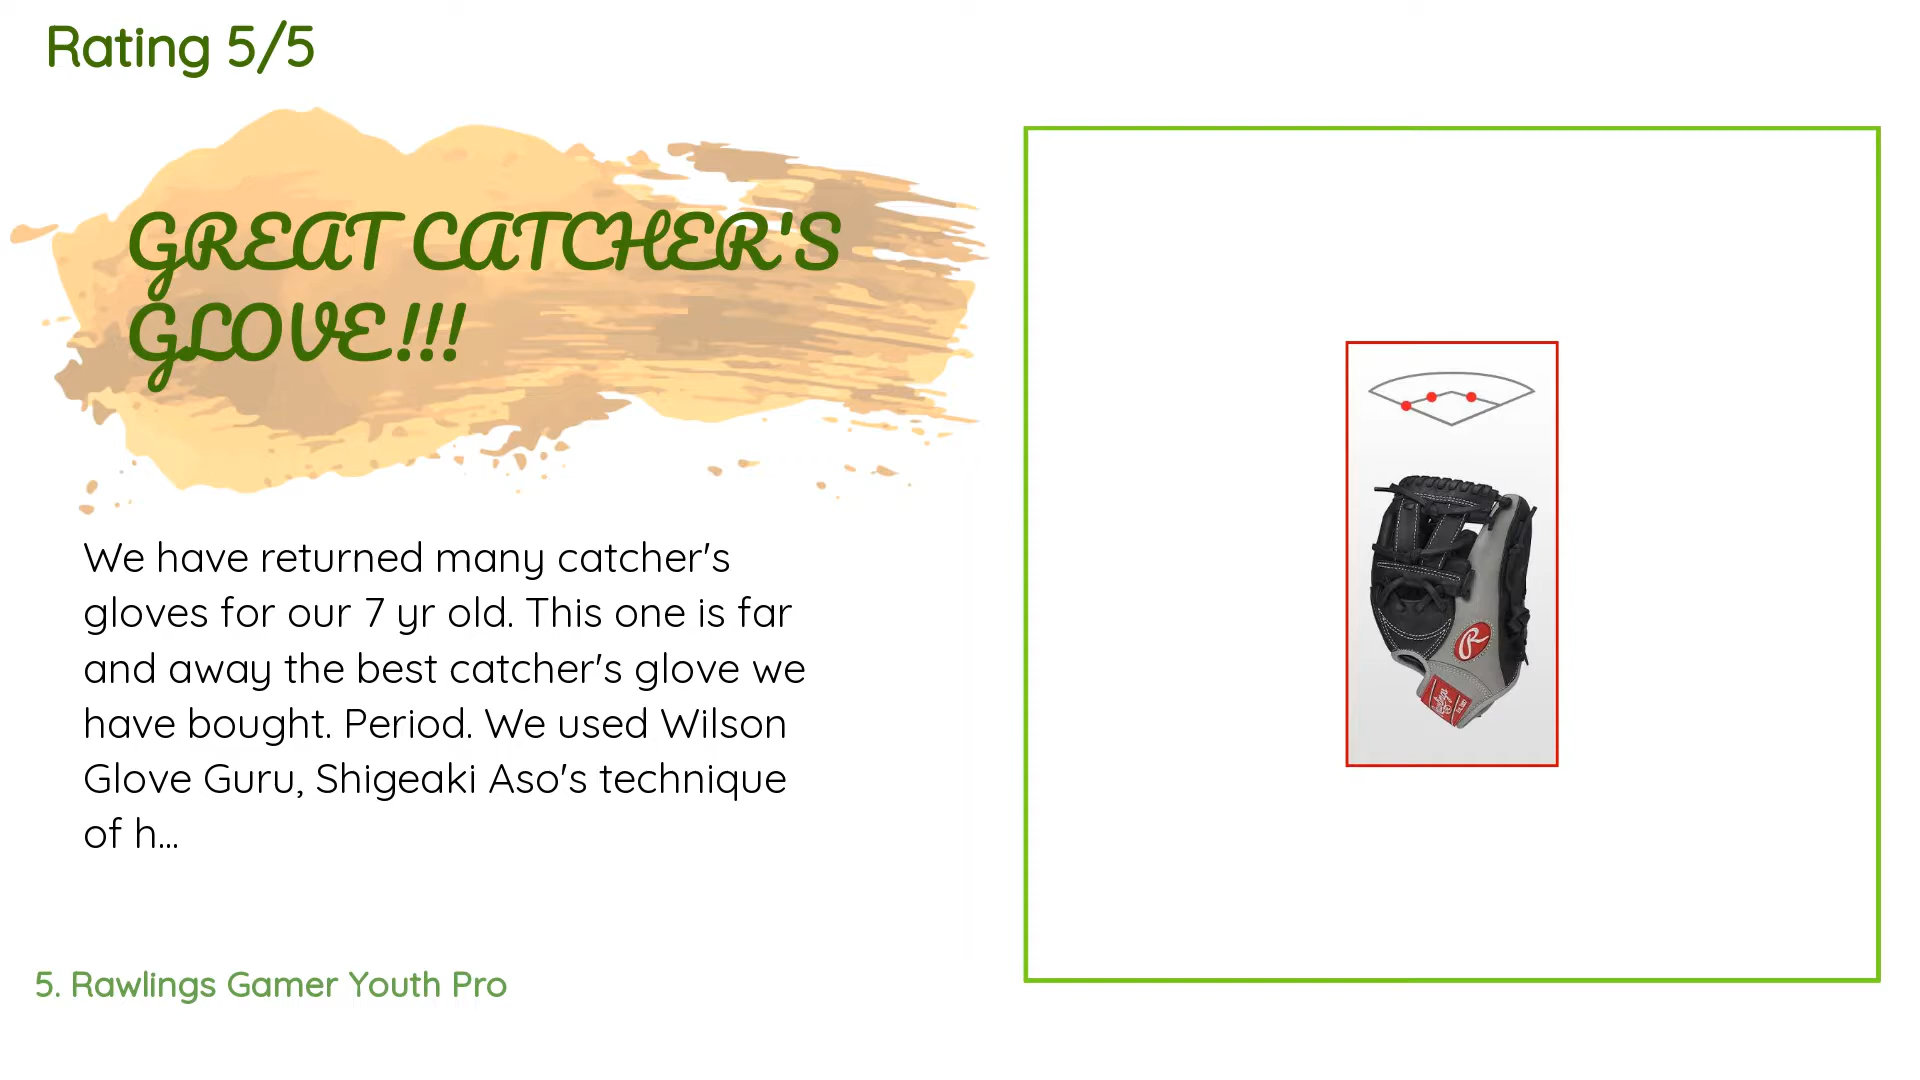 Rating 5/5
GREAT CATCHER'S
GLOVE!!!
We have returned many catcher's
gloves for our 7 yr old. This one is far
and away the best catcher's glove we
have bought. Period. We used Wilson
Glove Guru, Shigeaki Aso's technique
of h...
R
Rawlings
5. Rawlings Gamer Youth Pro